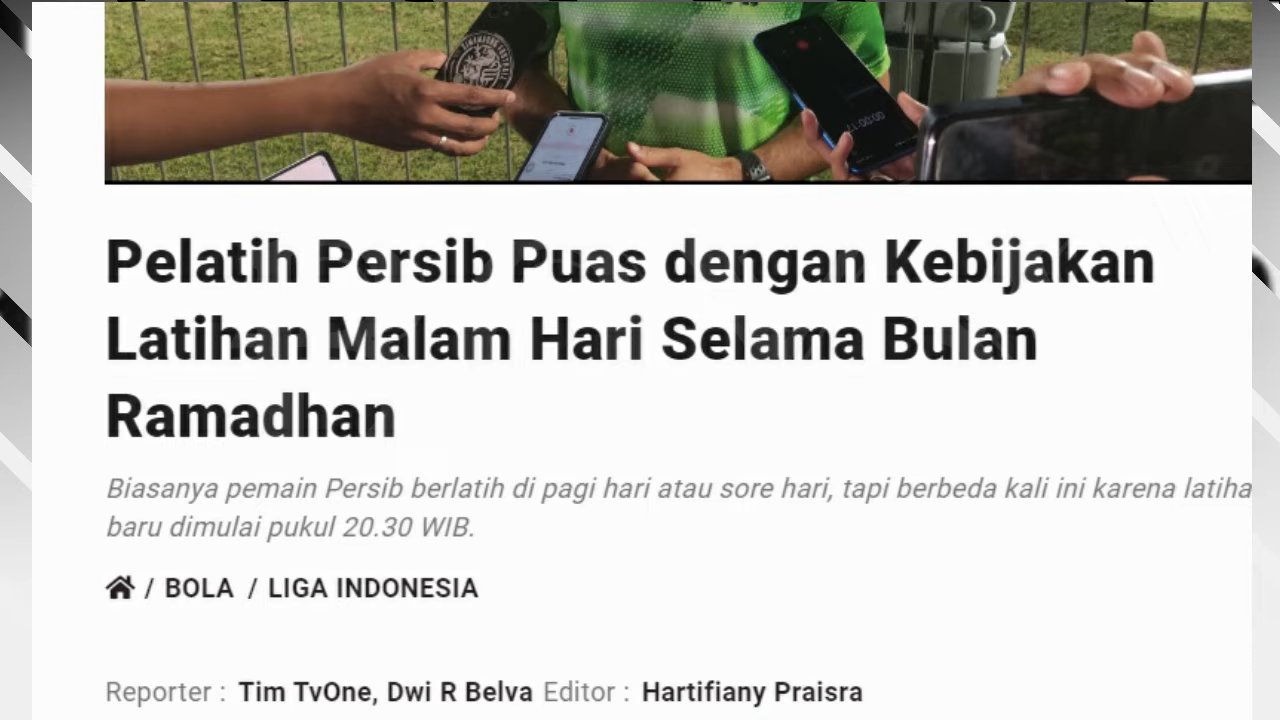 Pelatih Persib Puas dengan Kebijakan
Latihan Malam Hari Selama Bulan
Ramadhan
Biasanya pemain Persib berlatih di pagi hari atau sore hari, tapi berbeda kali ini karena latiha
baru dimulai pukul 20.30 WIB.
/ BOLA / LIGA INDONESIA
Reporter : Tim TvOne, Dwi R Belva Editor : Hartifiany Praisra